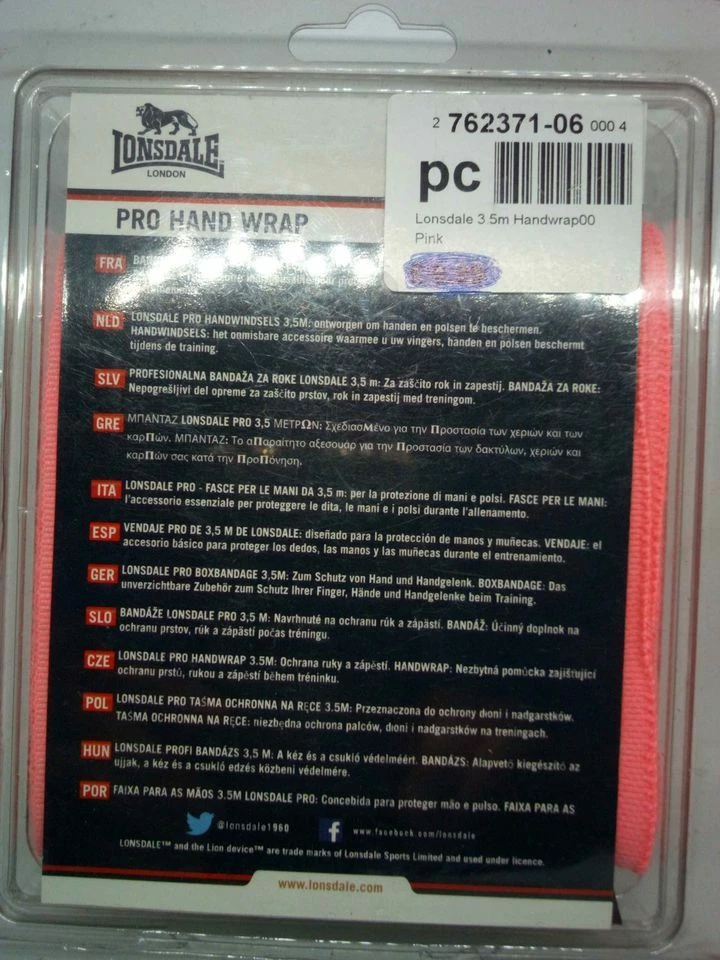 LONSDALE
LONDON
2 762371-06 000 4
pc
Lonsdale 3.5m Handwrap00
Pink
PRO HAND WRAP
FRA
NLD LONSDALE PRO HANDWINDSELS 3,5M: ontworpen om handen en polsen te beschermen.
HANDWINDSELS: het onmisbare accessoire waarmee u uw vingers, handen en polsen beschermt
tijdens de training.
SLV PROFESIONALNA BANDAŽA ZA ROKE LONSDALE 3,5 m: Za zaščito rok in zapestij. BANDAŽA ZA ROKE:
Nepogrešljivi del opreme za zaščito prstov, rok in zapestij med treningom.
GRE ΜΠΑΝΤΑΖ LONSDALE PRO 3,5 ΜΕΤΡΩΝ: ΣχεδιασΜένο για την Προστασία των χεριών και των
καρΠών. ΜΠΑΝΤΑΖ: Το αΠαραίτητο αξεσουάρ για την Προστασία των δακτύλων, χεριών και
καρΠών σας κατά την ΠροΠόνηση.
ITA LONSDALE PRO - FASCE PER LE MANI DA 3,5 m: per la protezione di mani e polsi. FASCE PER LE MANI:
l'accessorio essenziale per proteggere le dita, le mani e i polsi durante l'allenamento.
ESP VENDAJE PRO DE 3,5 M DE LONSDALE: diseñado para la protección de manos y muñecas. VENDAJE: el
accesorio básico para proteger los dedos, las manos y las muñecas durante el entrenamiento.
GER LONSDALE PRO BOXBANDAGE 3,5M: Zum Schutz von Hand und Handgelenk. BOXBANDAGE: Das
unverzichtbare Zubehör zum Schutz Ihrer Finger, Hände und Handgelenke beim Training.
SLO BANDÁŽE LONSDALE PRO 3,5 M: Navrhnuté na ochranu rúk a zápästí. BANDÁŽ: Účinný doplnok na
ochranu prstov, rúk a zápästí počas tréningu.
CZE LONSDALE PRO HANDWRAP 3.5M: Ochrana ruky a zápěstí. HANDWRAP: Nezbytná pomůcka zajišťující
ochranu prstů, rukou a zápěstí během tréninku.
POL LONSDALE PRO TAŚMA OCHRONNA NA RĘCE 3.5M: Przeznaczona do ochrony dłoni i nadgarstków.
TAŚMA OCHRONNA NA RĘCE: niezbędna ochrona palców, dłoni i nadgarstków na treningach.
HUN LONSDALE PROFI BANDÁZS 3,5 M: A kéz és a csukló védelméért. BANDÁZS: Alapvető kiegészítő az
ujjak, a kéz és a csukló edzés közbeni védelmére.
POR FAIXA PARA AS MÃOS 3.5M LONSDALE PRO: Concebida para proteger mão e pulso. FAIXA PARA AS
@lonsdale1960 www.facebook.com/lonsdale
LONSDALE™ and the Lion device™ are trade marks of Lonsdale Sports Limited and used under licence.
www.lonsdale.com